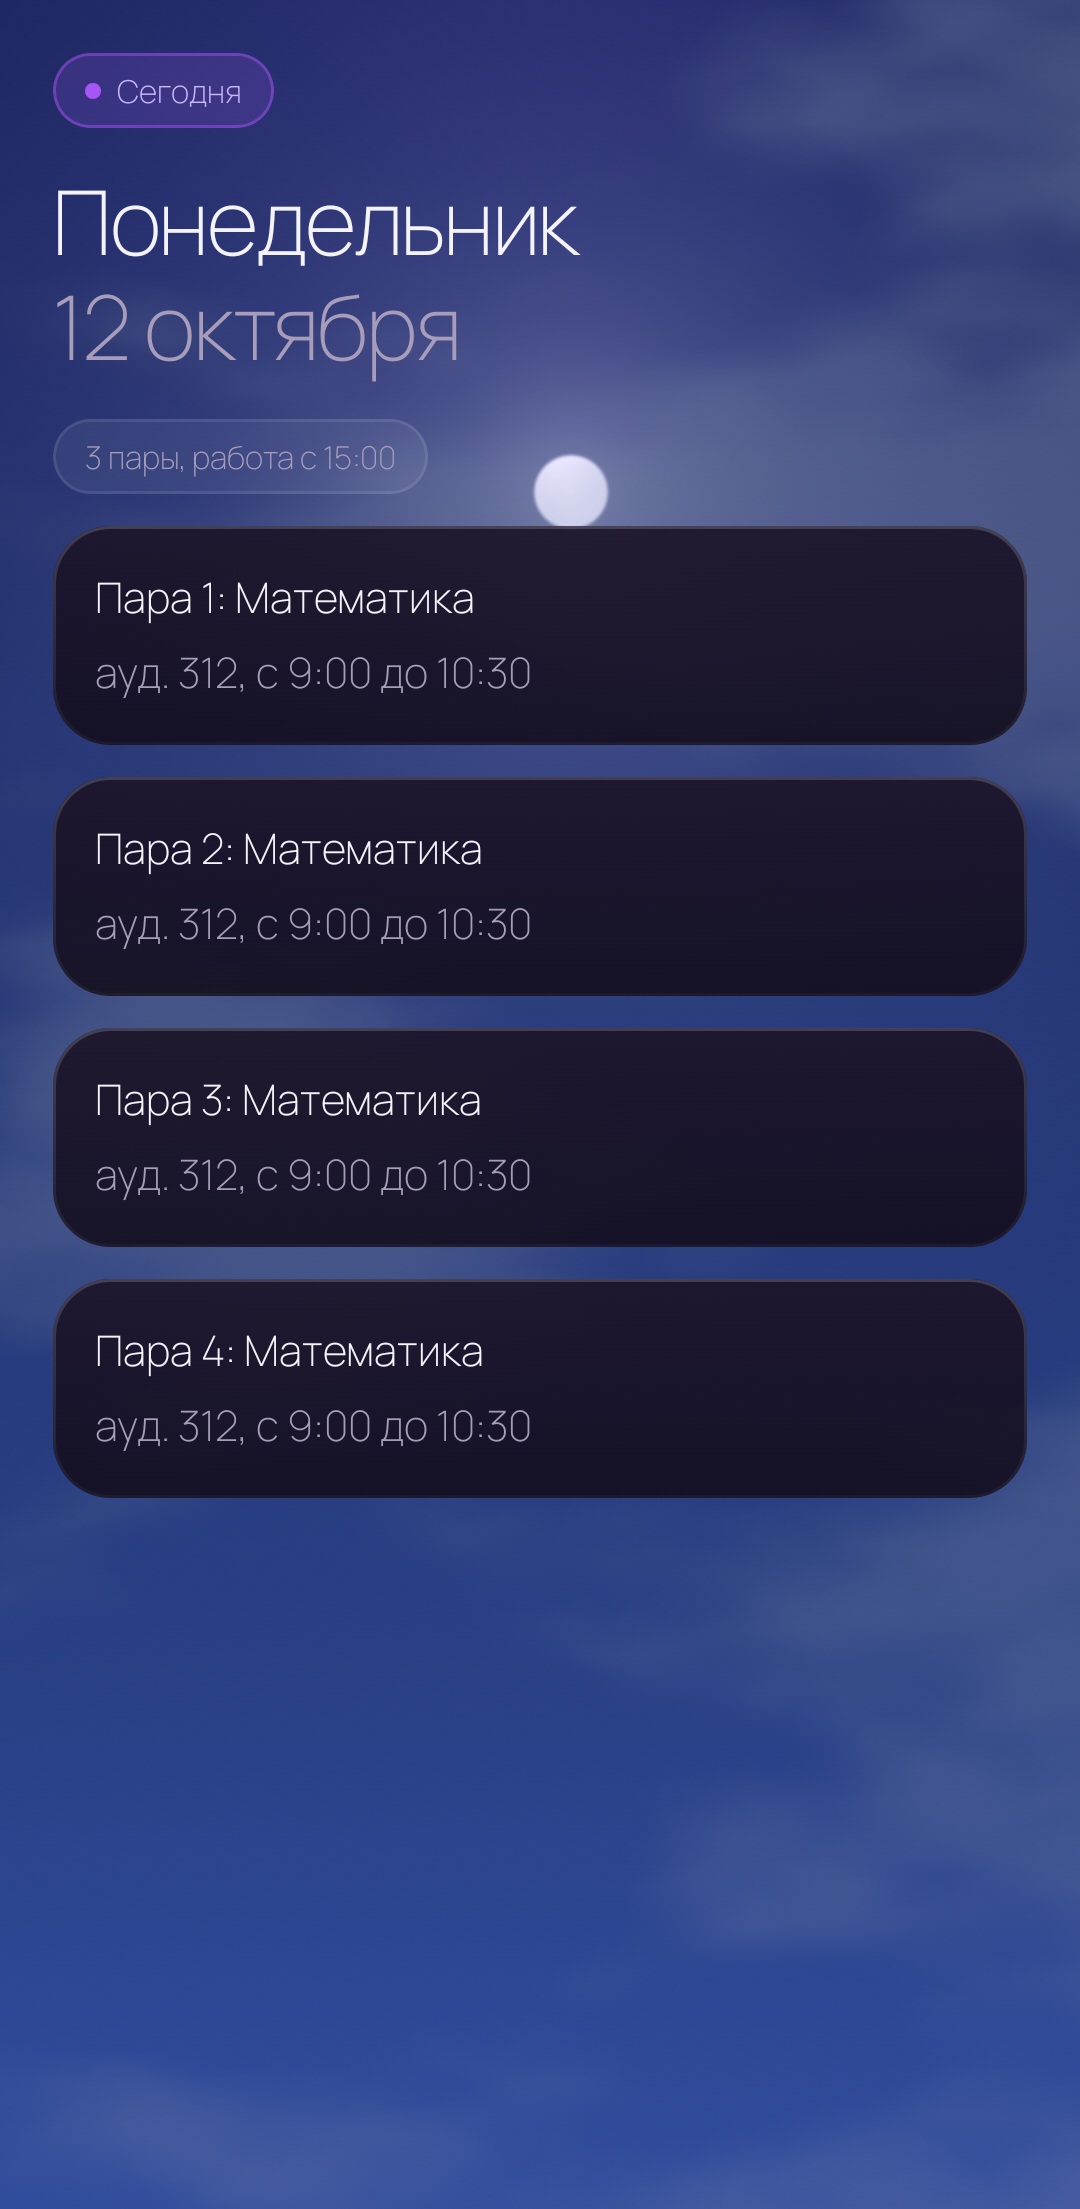 Сегодня
Понедельник
12 октября
3 пары, работа с 15:00
Пара 1: Математика
ауд. 312, с 9:00 до 10:30
Пара 2: Математика
ауд. 312, с 9:00 до 10:30
Пара 3: Математика
ауд. 312, с 9:00 до 10:30
Пара 4: Математика
ауд. 312, с 9:00 до 10:30